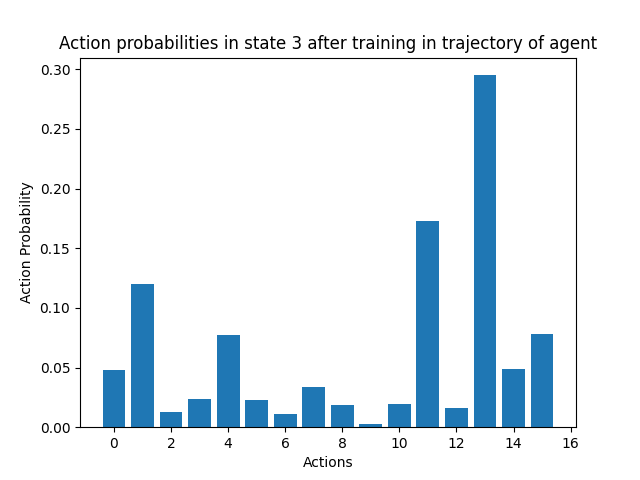 Action probabilities in state 3 after training in trajectory of agent
0.30
0.25
0.20
0.15
0.10
0.05
0.00
Action Probability
0 2 4 6 8 10 12 14 16
Actions